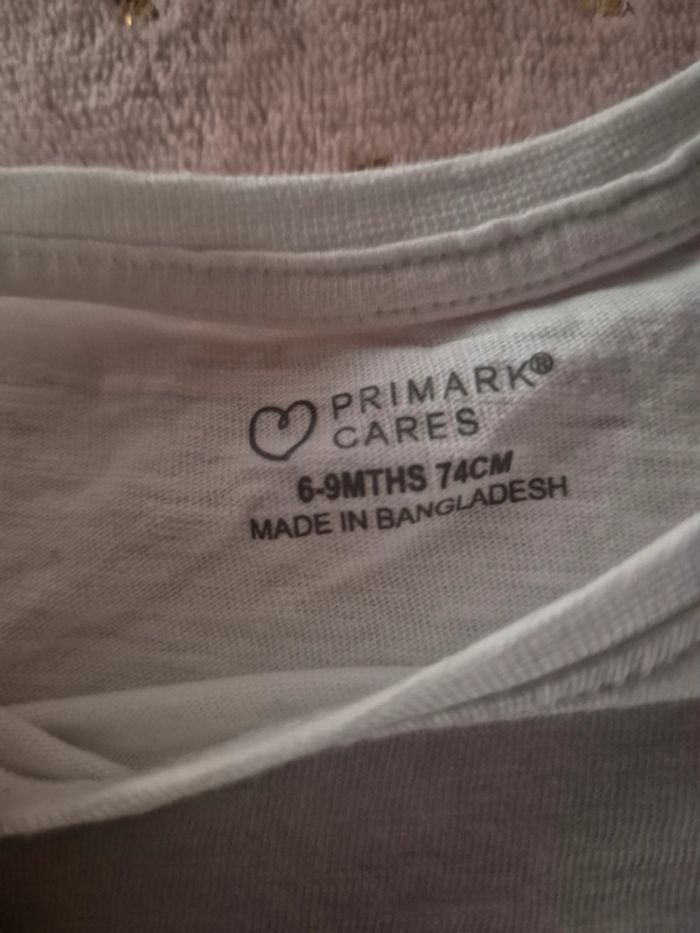 PRIMARK®
CARES
6-9MTHS 74CM
MADE IN BANGLADESH